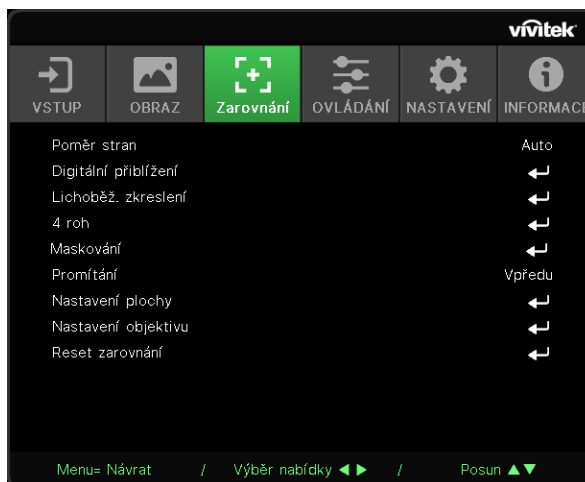 vivitek
VSTUP OBRAZ Zarovnání OVLÁDÁNÍ NASTAVENÍ INFORMACE
Poměr stran Auto
Digitální přiblížení
Lichoběž. zkreslení
4 roh
Maskování
Promítání Vpředu
Nastavení plochy
Nastavení objektivu
Reset zarovnání
Menu= Návrat / Výběr nabídky ◀ ▶ / Posun ▲▼